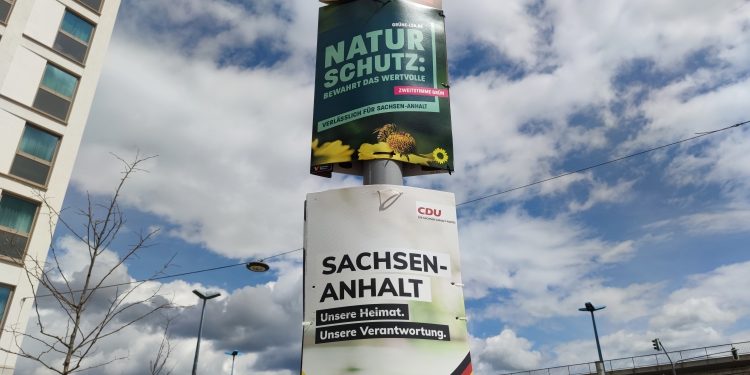 GRÜNE-LSA.DE
NATUR
SCHUTZ:
BEWAHRT DAS WERTVOLLE
ZWEITSTIMME GRÜN
VERLÄSSLICH FÜR SACHSEN-ANHALT
CDU
SACHSEN-
ANHALT
Unsere Heimat.
Unsere Verantwortung.